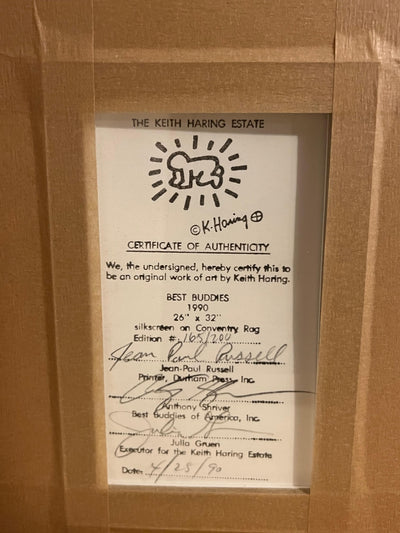 THE KEITH HARING ESTATE
© K. Haring ⊕
CERTIFICATE OF AUTHENTICITY
We, the undersigned, hereby certify this to
be an original work of art by Keith Haring.
BEST BUDDIES
1990
26" x 32"
silkscreen on Conventry Rag
Edition #: 165/200
Jean Paul Russell
Jean-Paul Russell
Printer, Durham Press, Inc.
Anthony Shriver
Best Buddies of America, Inc.
Julia Gruen
Executor for the Keith Haring Estate
Date: 4/25/90